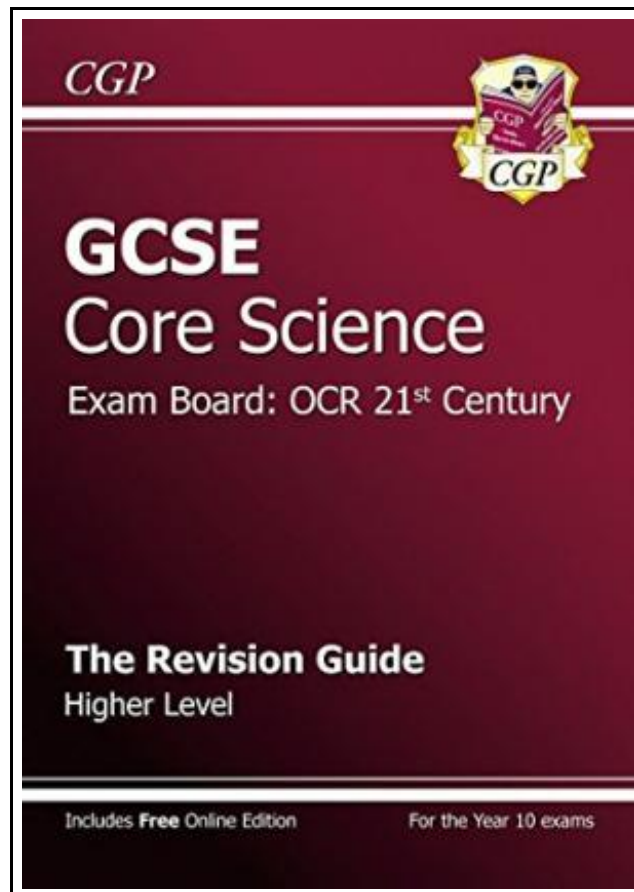 CGP
CGP
CGP
GCSE
Core Science
Exam Board: OCR 21st Century
The Revision Guide
Higher Level
Includes Free Online Edition
For the Year 10 exams